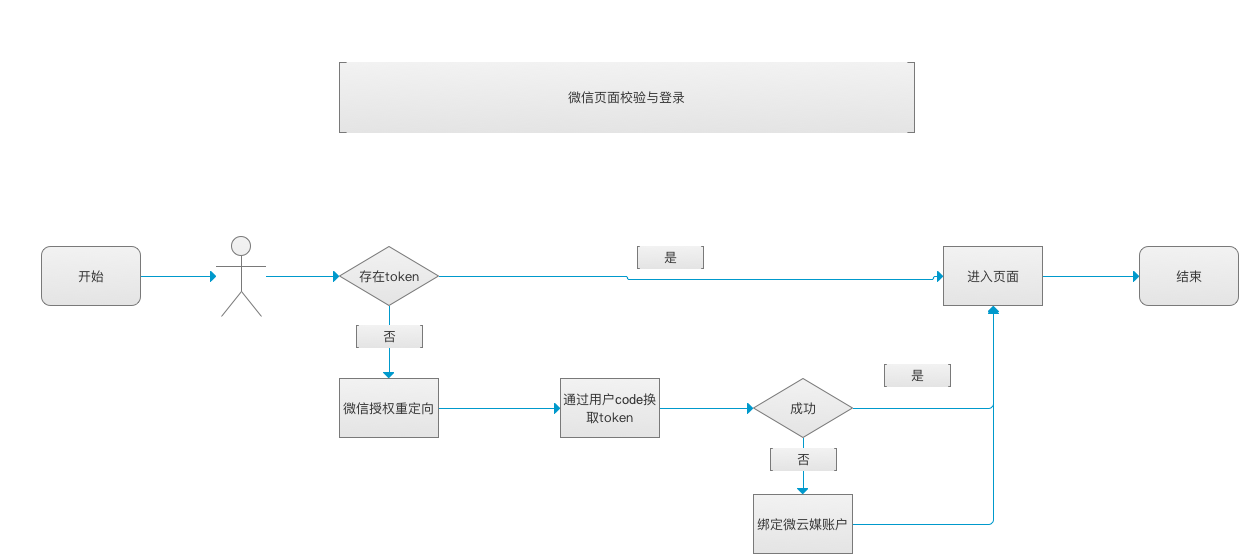 微信页面校验与登录
开始
存在token
是
进入页面
结束
否
微信授权重定向
通过用户code换
取token
成功
是
否
绑定微云媒账户